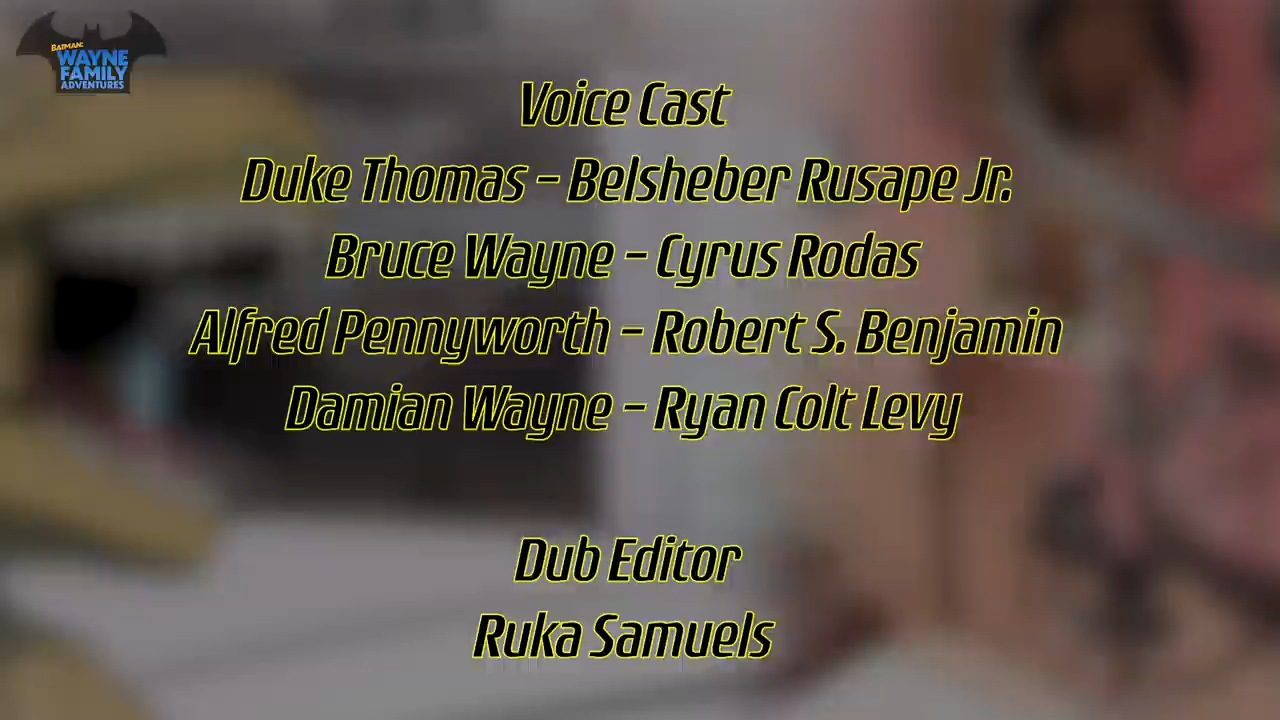 BATMAN:
WAYNE
FAMILY
ADVENTURES
Voice Cast
Duke Thomas - Belsheber Rusape Jr.
Bruce Wayne - Cyrus Rodas
Alfred Pennyworth - Robert S. Benjamin
Damian Wayne - Ryan Colt Levy
Dub Editor
Ruka Samuels